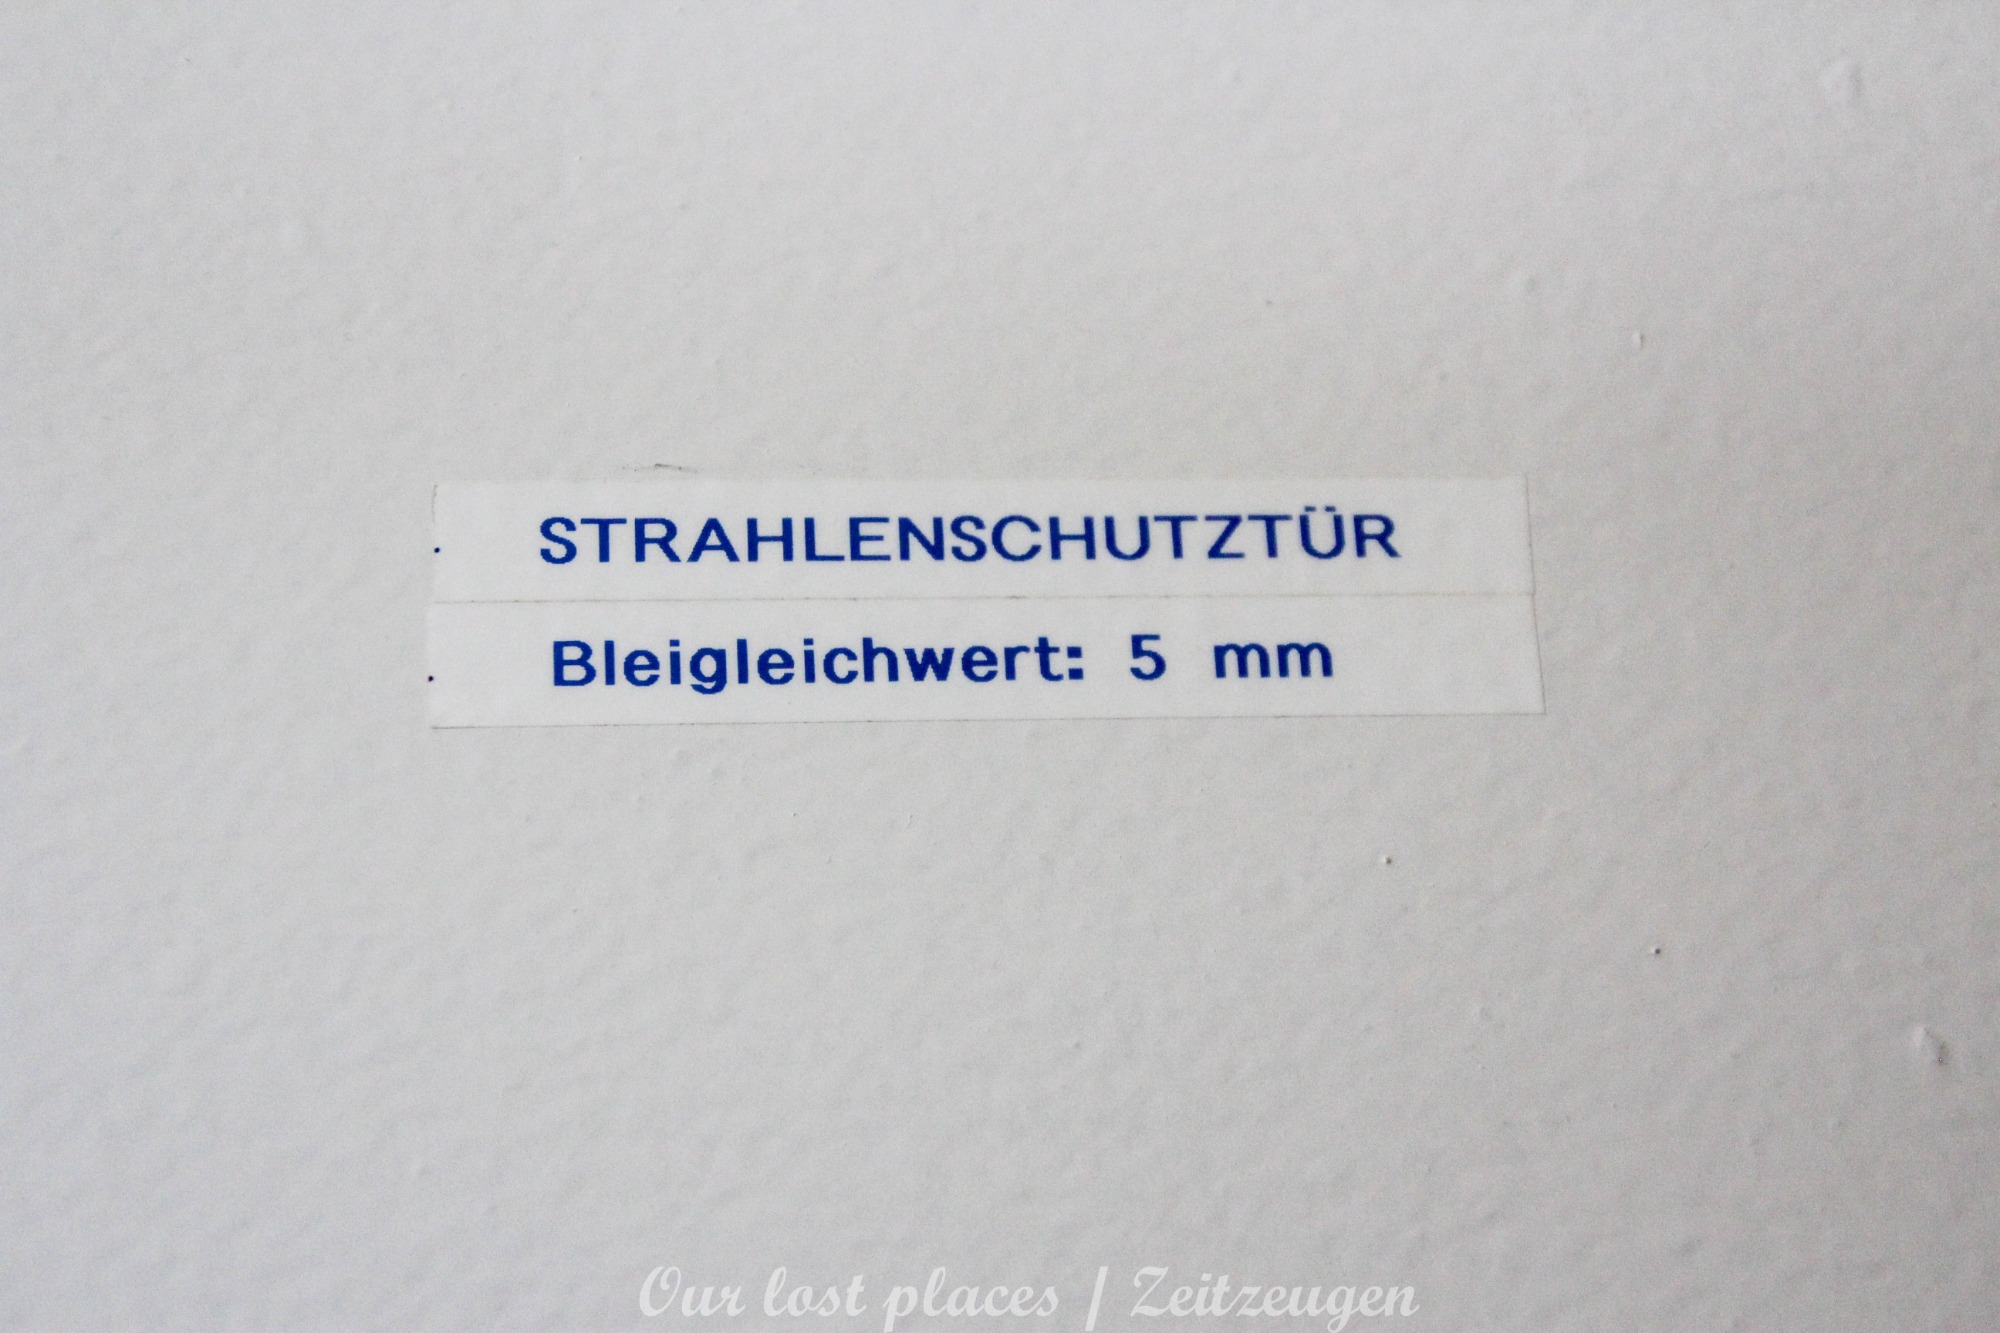 STRAHLENSCHUTZTÜR
Bleigleichwert: 5 mm
Our lost places / Zeitzeugen